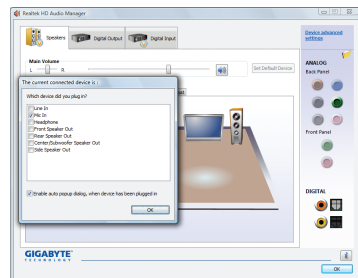 Realtek HD Audio Manager
Speakers
Digital Output
Digital Input
Device advanced settings
Main Volume
L
R
Set Default Device
ANALOG
Back Panel
The current connected device is :
Which device did you plug in?
Line In
Mic In
Headphone
Front Speaker Out
Rear Speaker Out
Center/Subwoofer Speaker Out
Side Speaker Out
Front Panel
Enable auto popup dialog, when device has been plugged in
OK
DIGITAL
GIGABYTE
TECHNOLOGY
OK